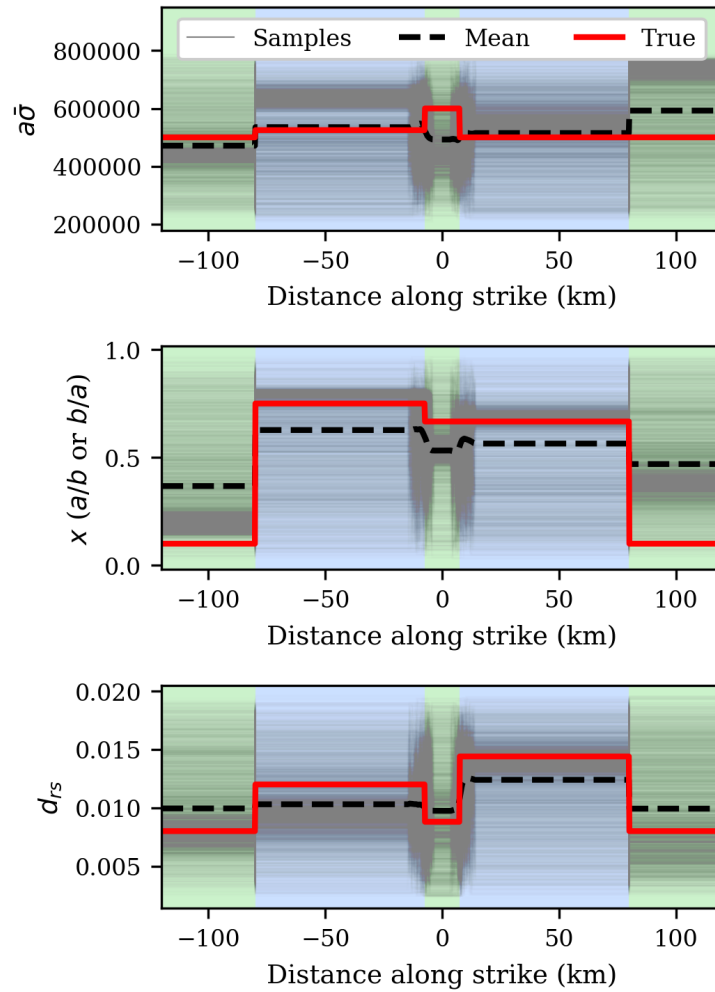 Samples Mean True
800000
600000
400000
200000
aσ̄
−100 −50 0 50 100
Distance along strike (km)
1.0
0.5
0.0
x (a/b or b/a)
−100 −50 0 50 100
Distance along strike (km)
0.020
0.015
0.010
0.005
d_{rs}
−100 −50 0 50 100
Distance along strike (km)